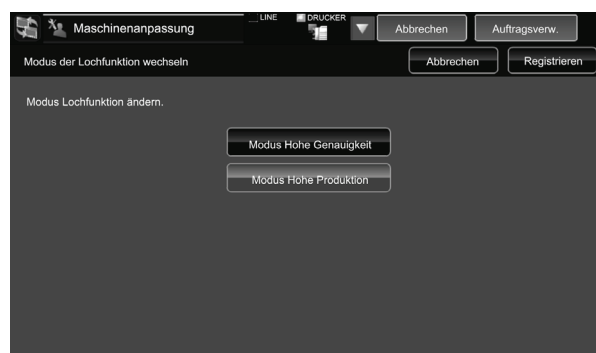 Maschinenanpassung
LINE
DRUCKER
Abbrechen
Auftragsverw.
Modus der Lochfunktion wechseln
Abbrechen
Registrieren
Modus Lochfunktion ändern.
Modus Hohe Genauigkeit
Modus Hohe Produktion